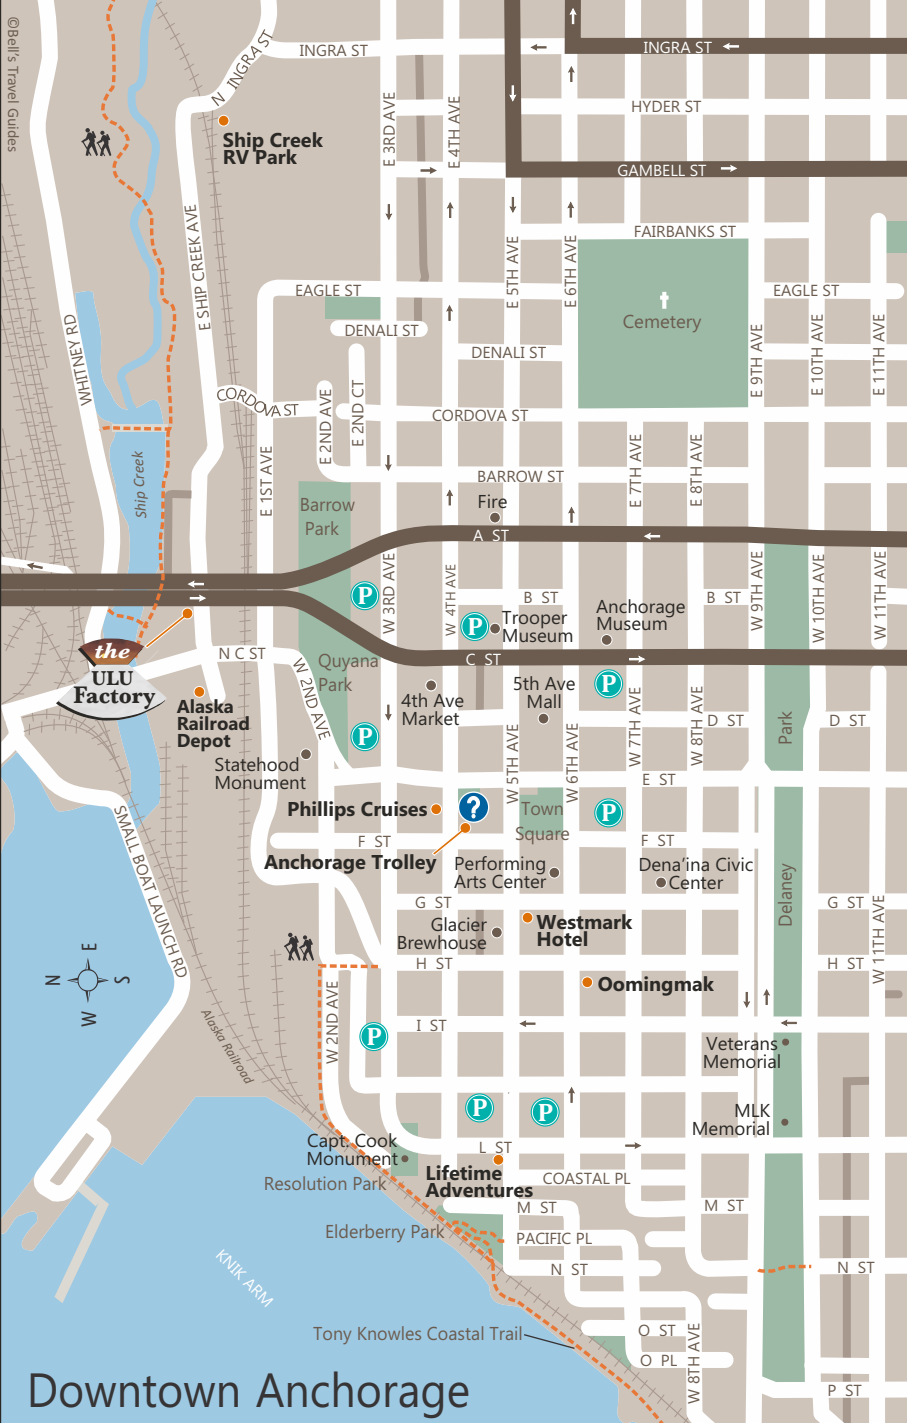 ©Bell's Travel Guides
INGRA ST
INGRA ST
N INGRA ST
HYDER ST
Ship Creek
RV Park
E 3RD AVE
E 4TH AVE
GAMBELL ST
E SHIP CREEK AVE
FAIRBANKS ST
E 5TH AVE
E 6TH AVE
EAGLE ST
EAGLE ST
Cemetery
DENALI ST
DENALI ST
WHITNEY RD
E 9TH AVE
E 10TH AVE
E 11TH AVE
CORDOVA ST
CORDOVA ST
E 2ND AVE
E 2ND CT
E 1ST AVE
Ship Creek
BARROW ST
E 7TH AVE
E 8TH AVE
Barrow
Park
Fire
A ST
W 3RD AVE
W 4TH AVE
P
B ST
B ST
W 9TH AVE
W 10TH AVE
W 11TH AVE
P
Trooper
Museum
Anchorage
Museum
the
ULU
Factory
N C ST
C ST
Quyana
Park
W 2ND AVE
P
4th Ave
Market
5th Ave
Mall
Alaska
Railroad
Depot
W 7TH AVE
W 8TH AVE
D ST
D ST
Park
P
W 5TH AVE
W 6TH AVE
Statehood
Monument
E ST
Phillips Cruises
?
Town
Square
P
SMALL BOAT LAUNCH RD
F ST
F ST
Anchorage Trolley
Performing
Arts Center
Dena'ina Civic
Center
Delaney
G ST
G ST
W 11TH AVE
Glacier
Brewhouse
Westmark
Hotel
H ST
H ST
N
E
S
W
Oomingmak
W 2ND AVE
Alaska Railroad
P
I ST
Veterans
Memorial
P
P
MLK
Memorial
Capt. Cook
Monument
L ST
Resolution Park
Lifetime
Adventures
COASTAL PL
M ST
M ST
Elderberry Park
PACIFIC PL
KNIK ARM
N ST
N ST
Tony Knowles Coastal Trail
O ST
O PL
W 8TH AVE
P ST
Downtown Anchorage